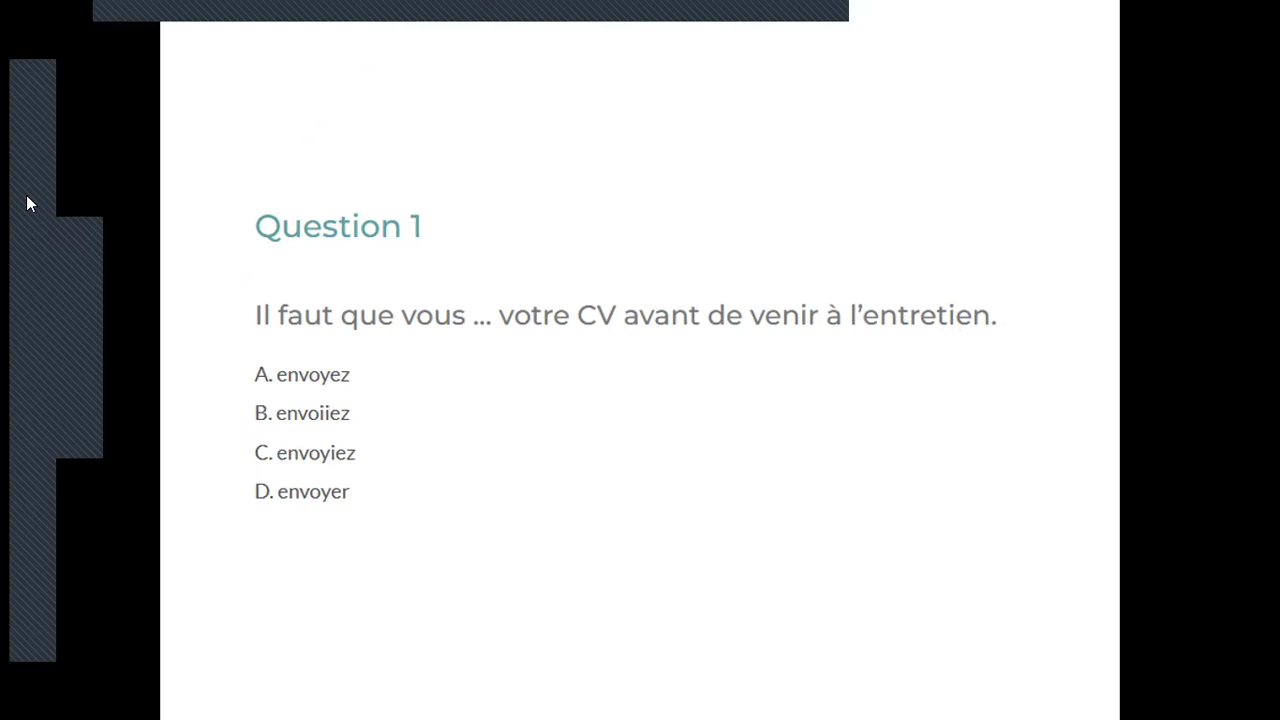 Question 1
Il faut que vous ... votre CV avant de venir à l’entretien.
A. envoyez
B. envoiiez
C. envoyiez
D. envoyer